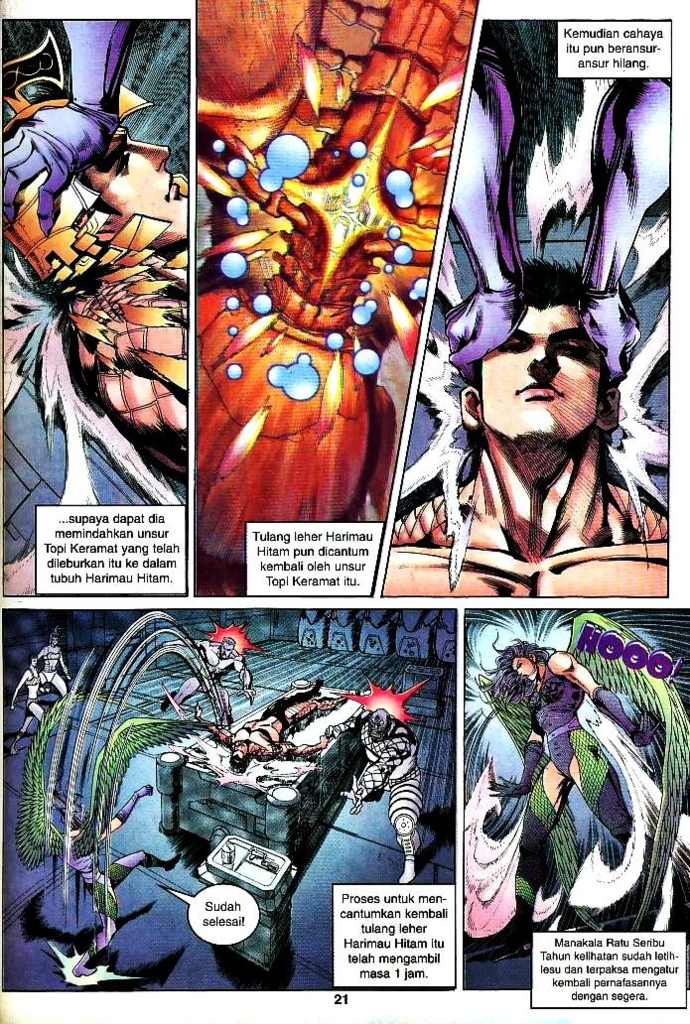 ...supaya dapat dia
memindahkan unsur
Topi Keramat yang telah
dileburkan itu ke dalam
tubuh Harimau Hitam.
Tulang leher Harimau
Hitam pun dicantum
kembali oleh unsur
Topi Keramat itu.
Kemudian cahaya
itu pun beransur-
ansur hilang.
Sudah
selesai!
Proses untuk men-
cantumkan kembali
tulang leher
Harimau Hitam itu
telah mengambil
masa 1 jam.
HOOO!
Manakala Ratu Seribu
Tahun kelihatan sudah letih-
lesu dan terpaksa mengatur
kembali pernafasannya
dengan segera.
21